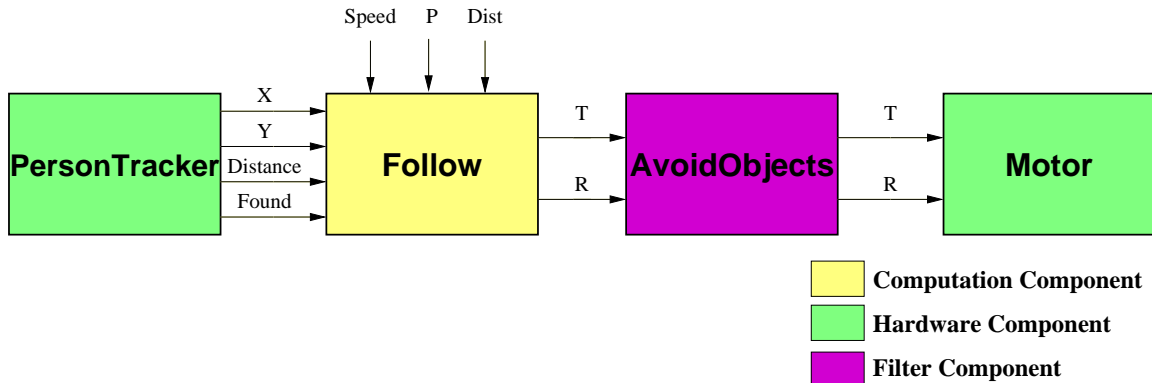 Speed P Dist
X
Y
Distance
Found
PersonTracker
Follow
T
R
AvoidObjects
T
R
Motor
Computation Component
Hardware Component
Filter Component